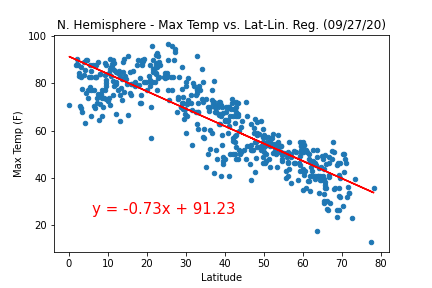 N. Hemisphere - Max Temp vs. Lat-Lin. Reg. (09/27/20)
100
80
60
40
20
Max Temp (F)
y = -0.73x + 91.23
0 10 20 30 40 50 60 70 80
Latitude